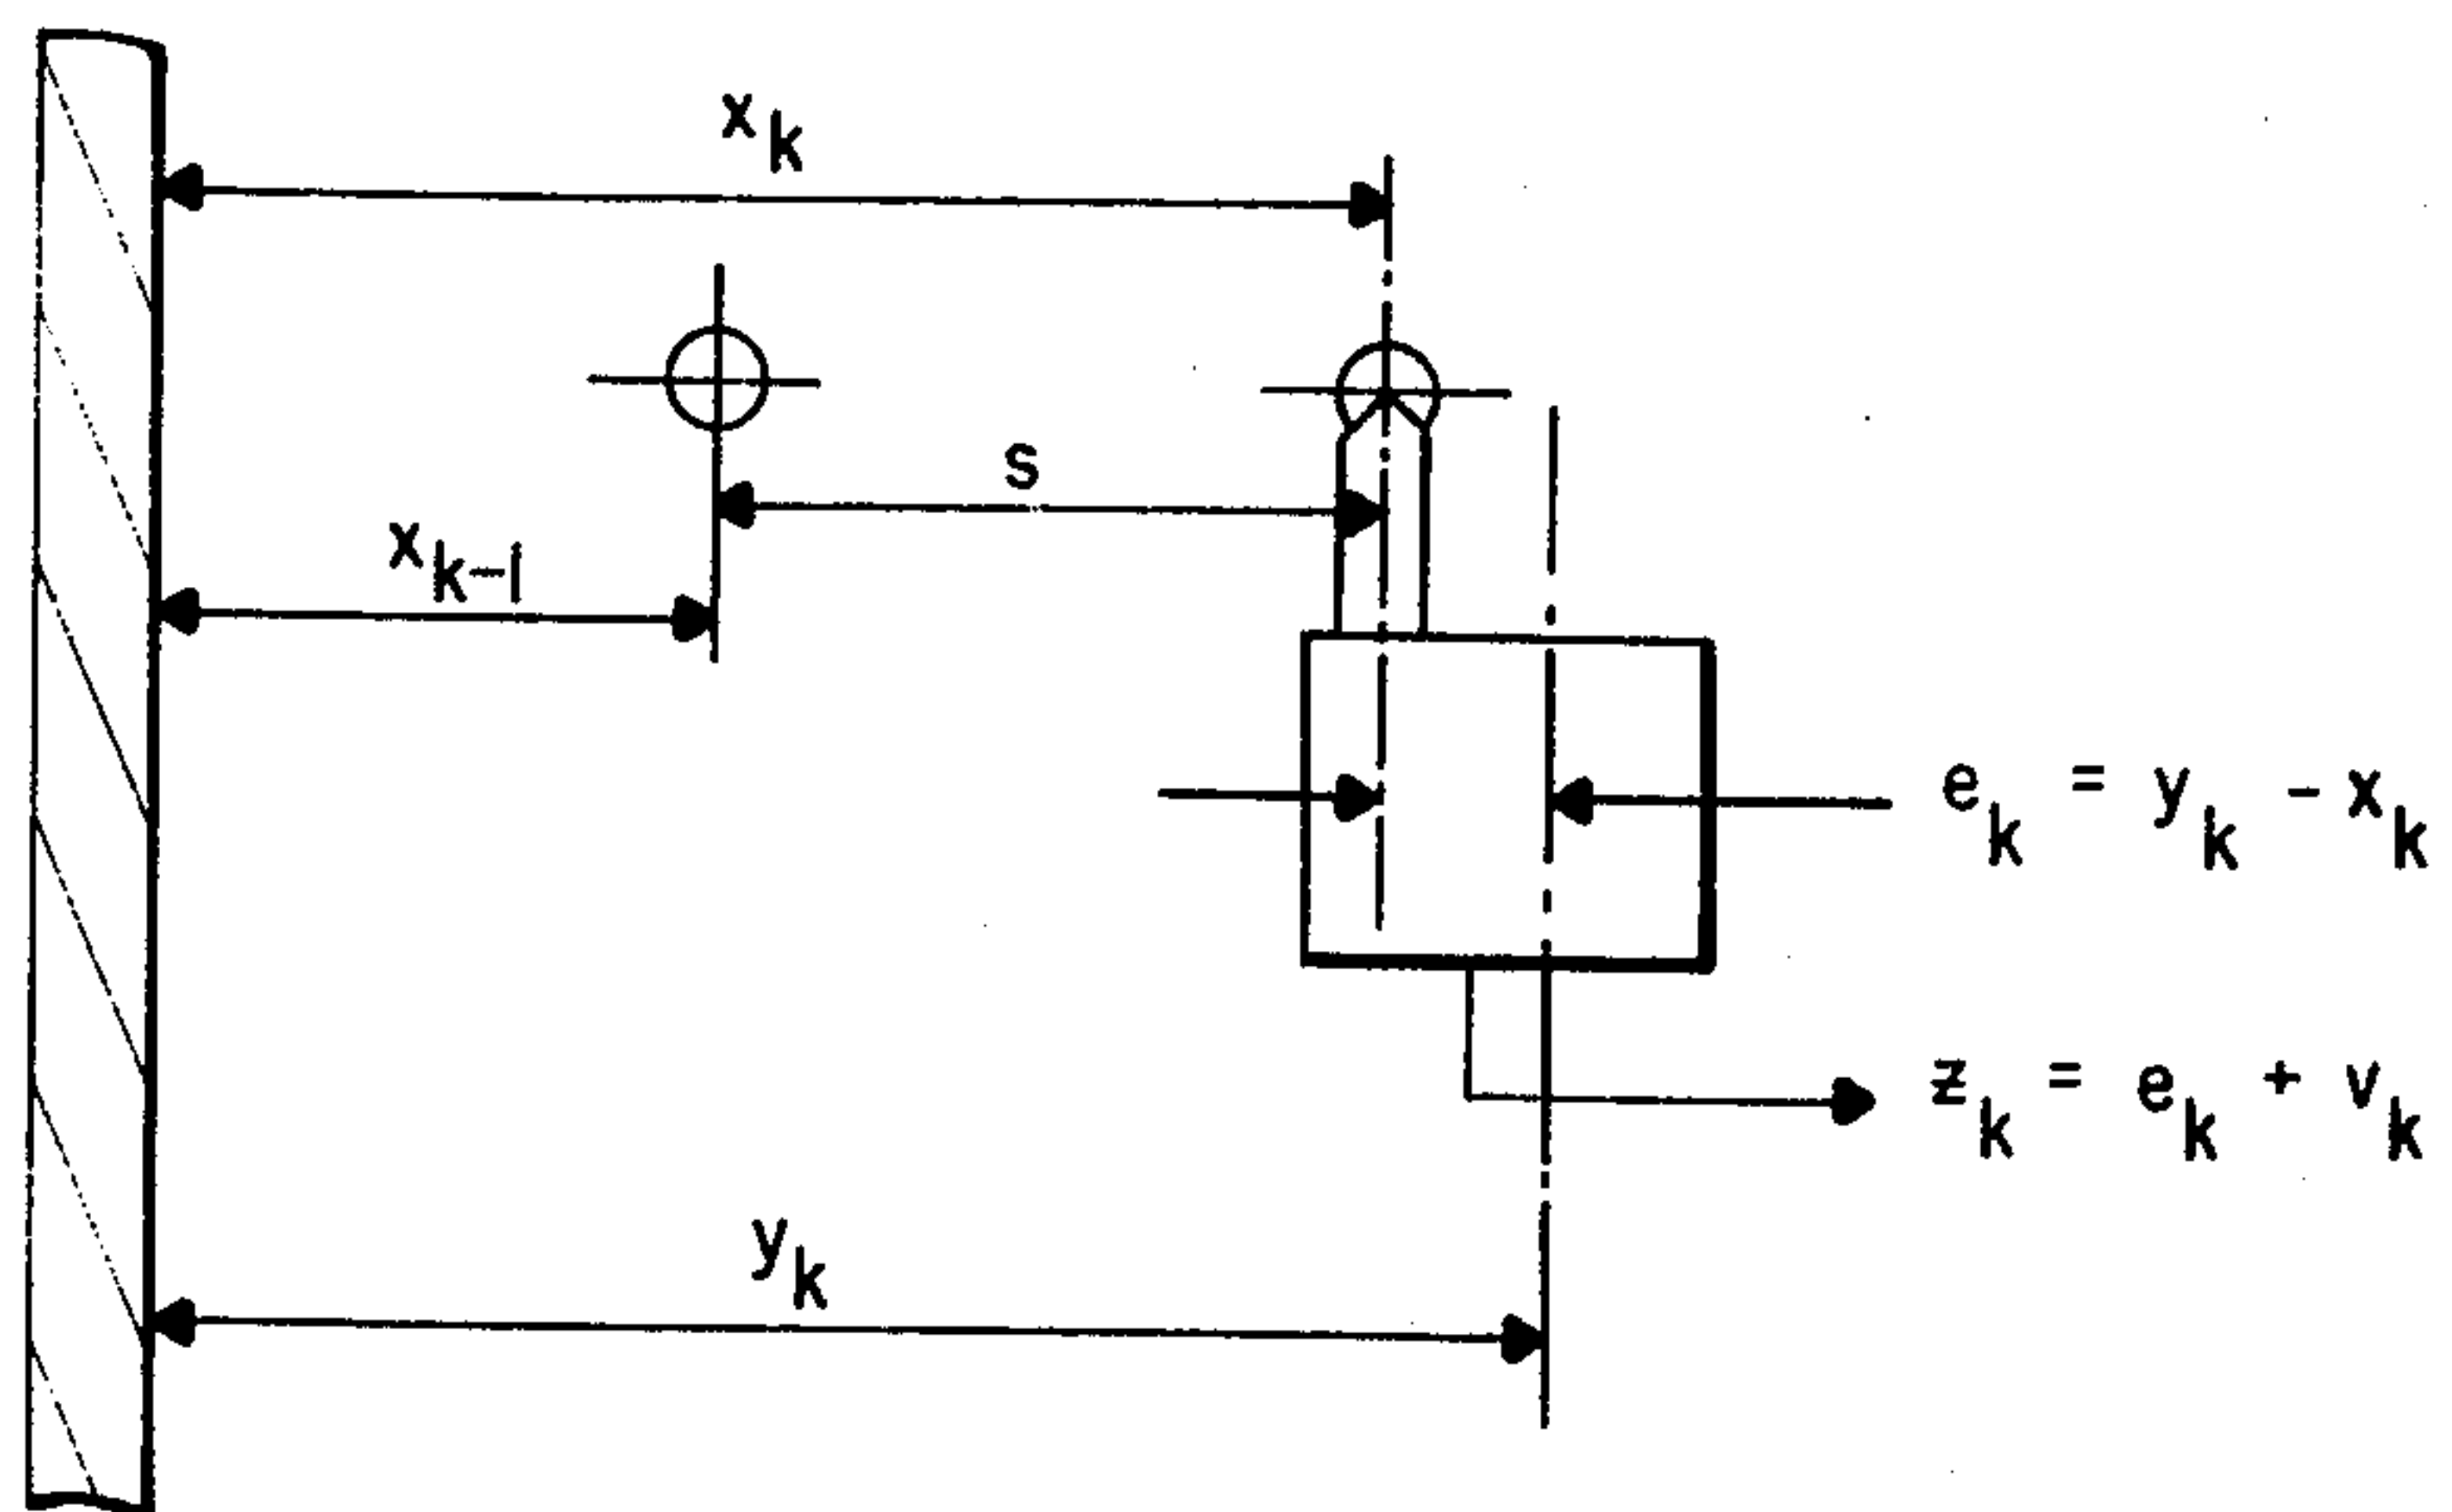 x_k
s
x_{k-1}
e_k = y_k - x_k
z_k = e_k + v_k
y_k